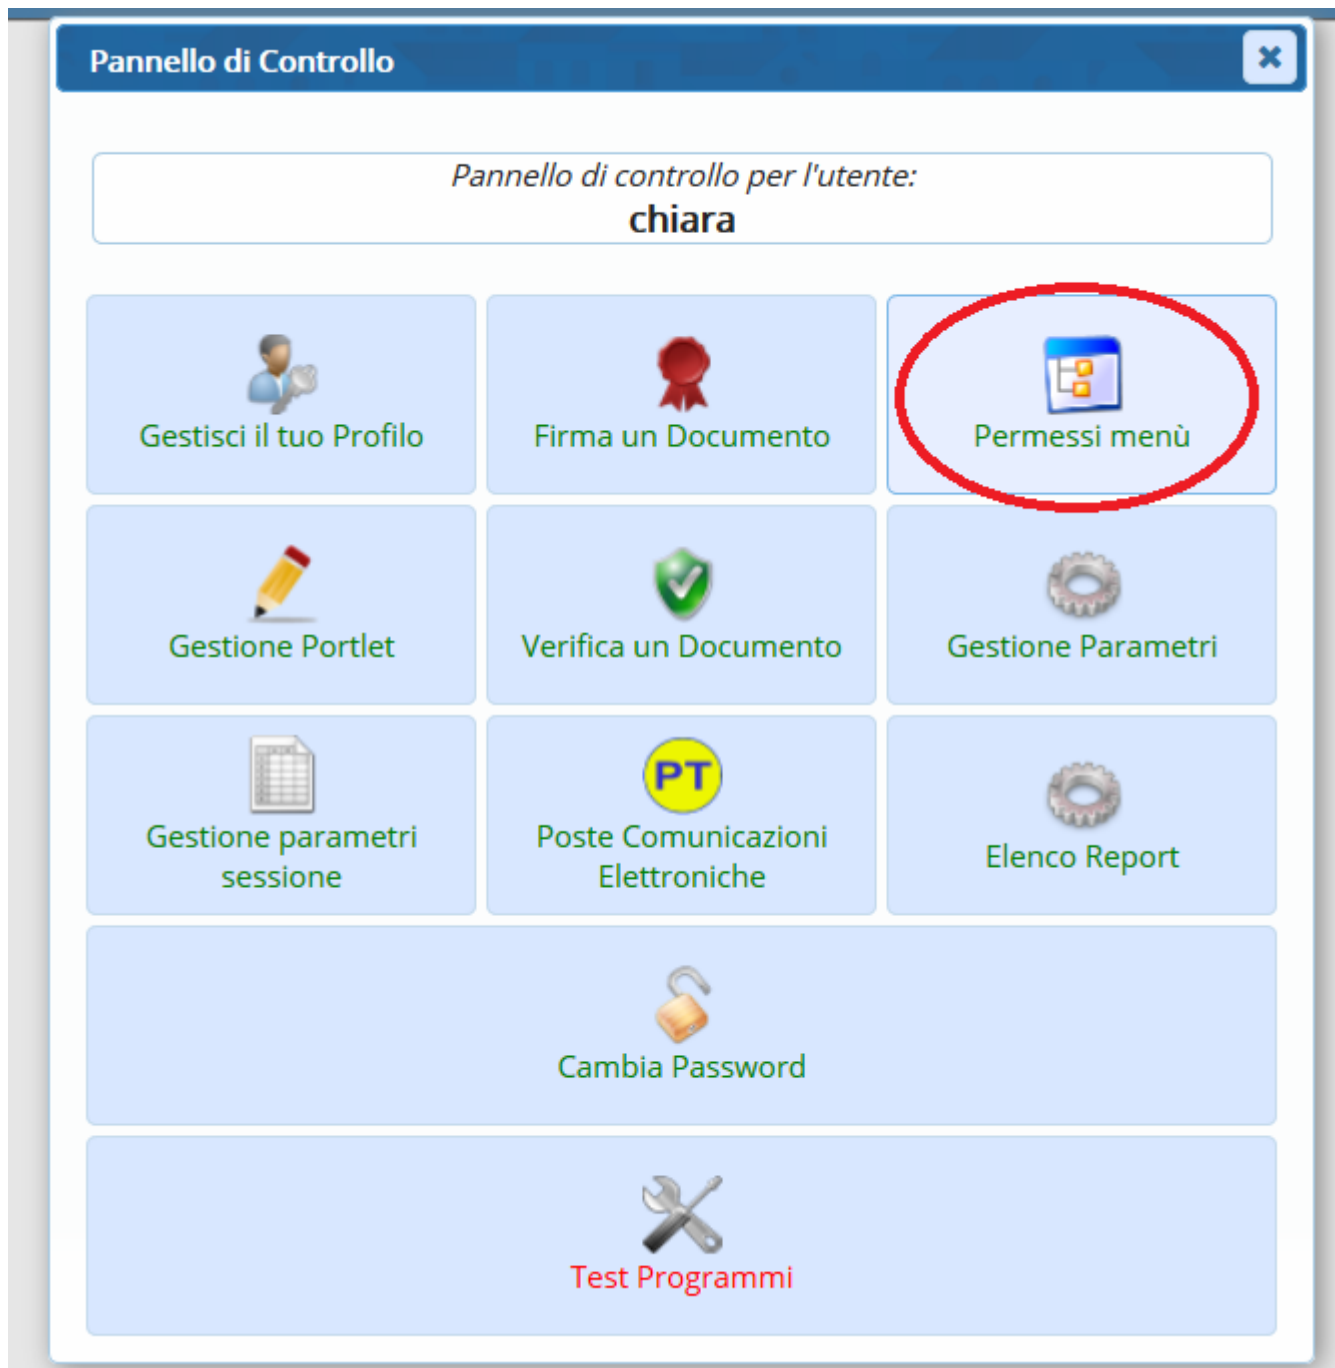 Pannello di Controllo
Pannello di controllo per l'utente:
chiara
Gestisci il tuo Profilo
Firma un Documento
Permessi menù
Gestione Portlet
Verifica un Documento
Gestione Parametri
Gestione parametri
sessione
PT
Poste Comunicazioni
Elettroniche
Elenco Report
Cambia Password
Test Programmi